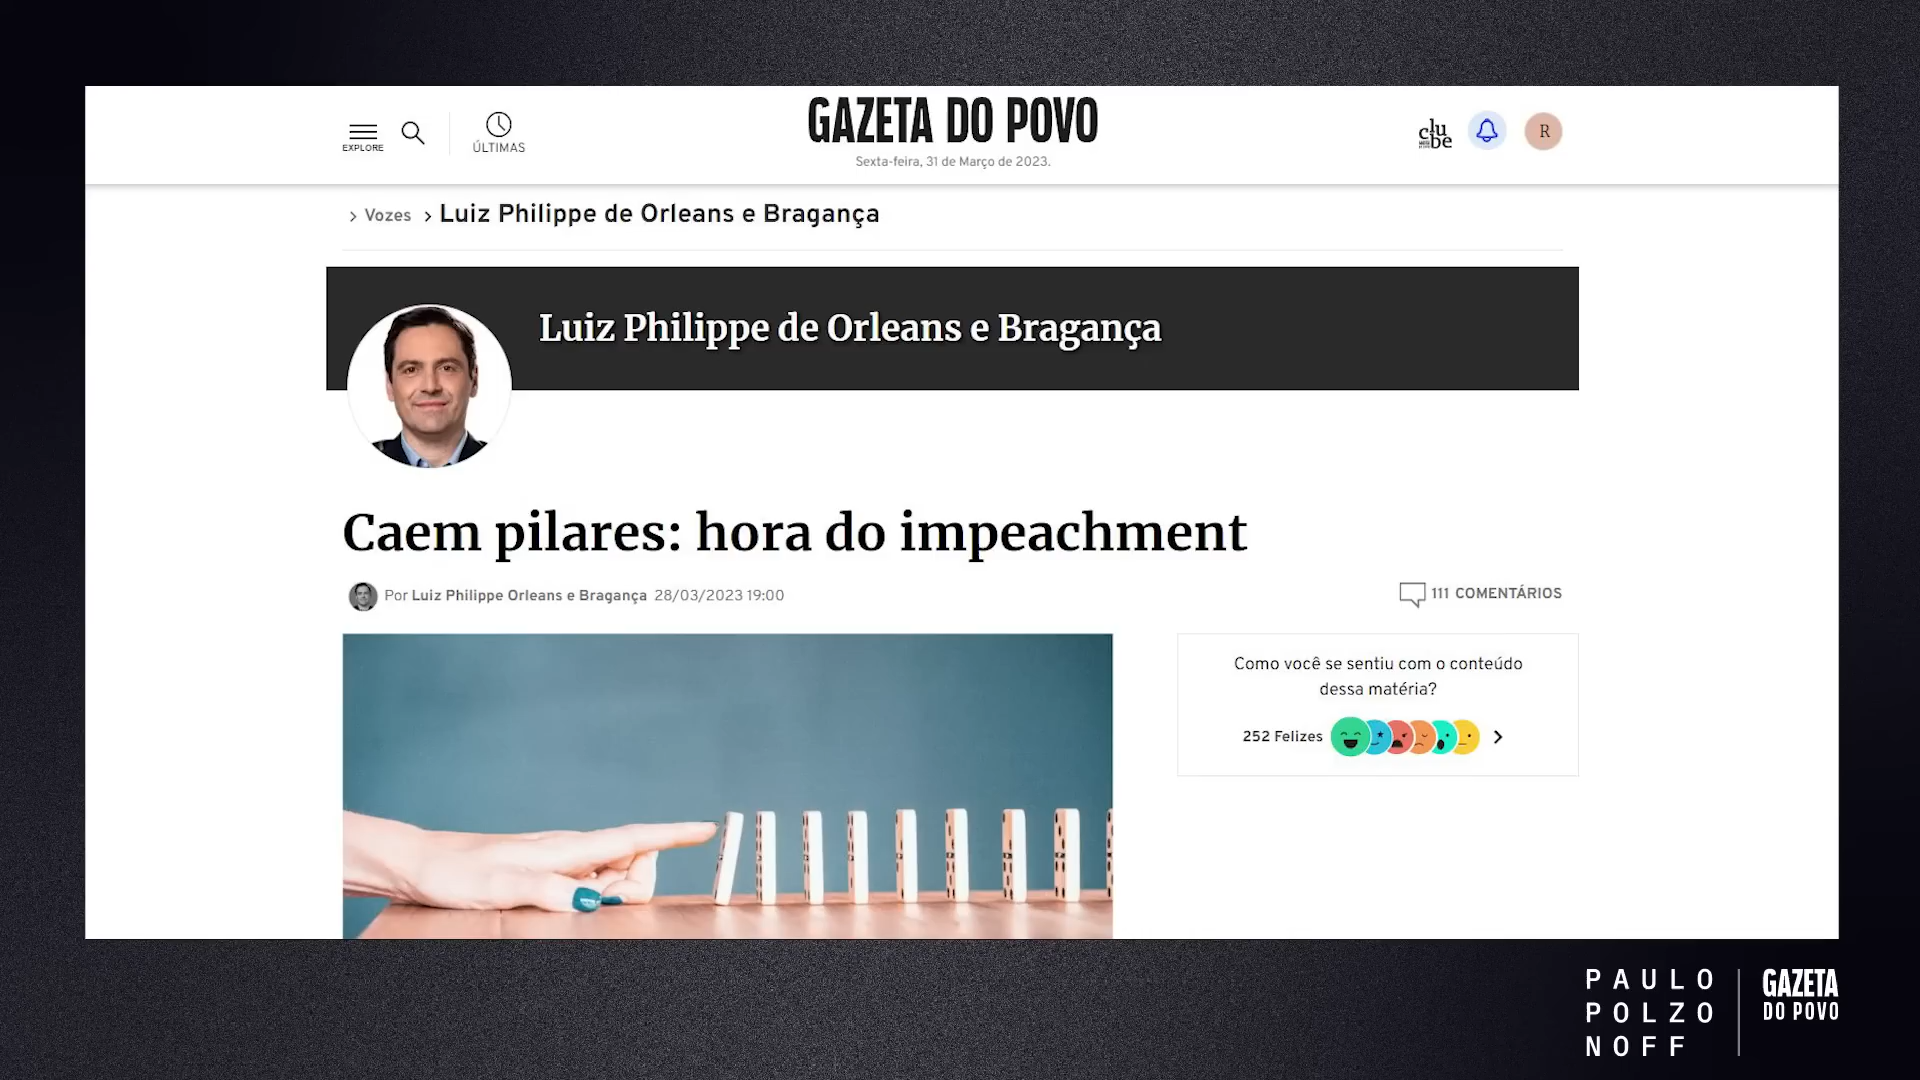 GAZETA DO POVO
EXPLORE
ÚLTIMAS
Sexta-feira, 31 de Março de 2023.
clube
R
> Vozes > Luiz Philippe de Orleans e Bragança
Luiz Philippe de Orleans e Bragança
Caem pilares: hora do impeachment
Por Luiz Philippe Orleans e Bragança 28/03/2023 19:00
111 COMENTÁRIOS
Como você se sentiu com o conteúdo
dessa matéria?
252 Felizes
PAULO
POLZO
NOFF
GAZETA
DO POVO